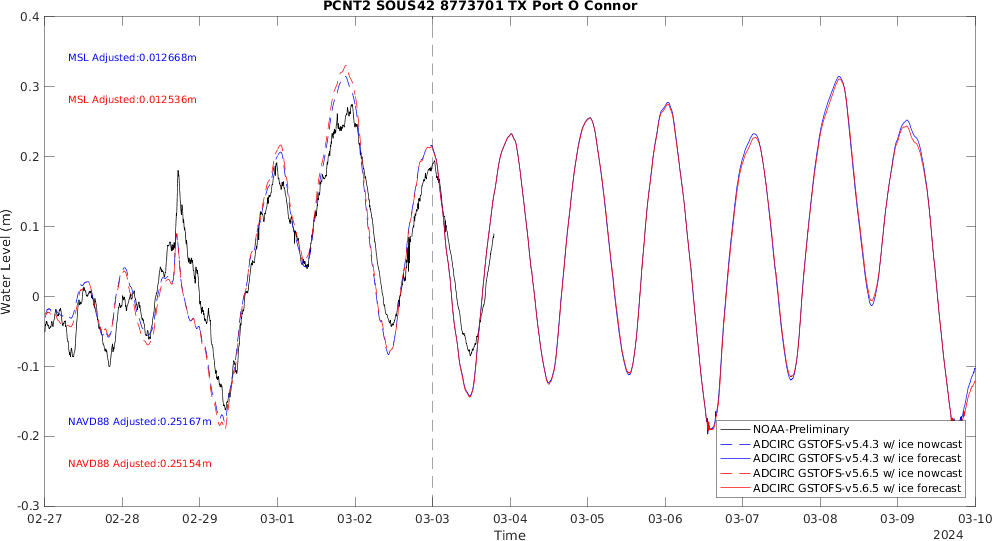 PCNT2 SOUS42 8773701 TX Port O Connor
0.4
0.3
0.2
0.1
0
-0.1
-0.2
-0.3
Water Level (m)
MSL Adjusted:0.012668m
MSL Adjusted:0.012536m
NAVD88 Adjusted:0.25167m
NAVD88 Adjusted:0.25154m
NOAA-Preliminary
ADCIRC GSTOFS-v5.4.3 w/ ice nowcast
ADCIRC GSTOFS-v5.4.3 w/ ice forecast
ADCIRC GSTOFS-v5.6.5 w/ ice nowcast
ADCIRC GSTOFS-v5.6.5 w/ ice forecast
02-27 02-28 02-29 03-01 03-02 03-03 03-04 03-05 03-06 03-07 03-08 03-09 03-10
Time
2024